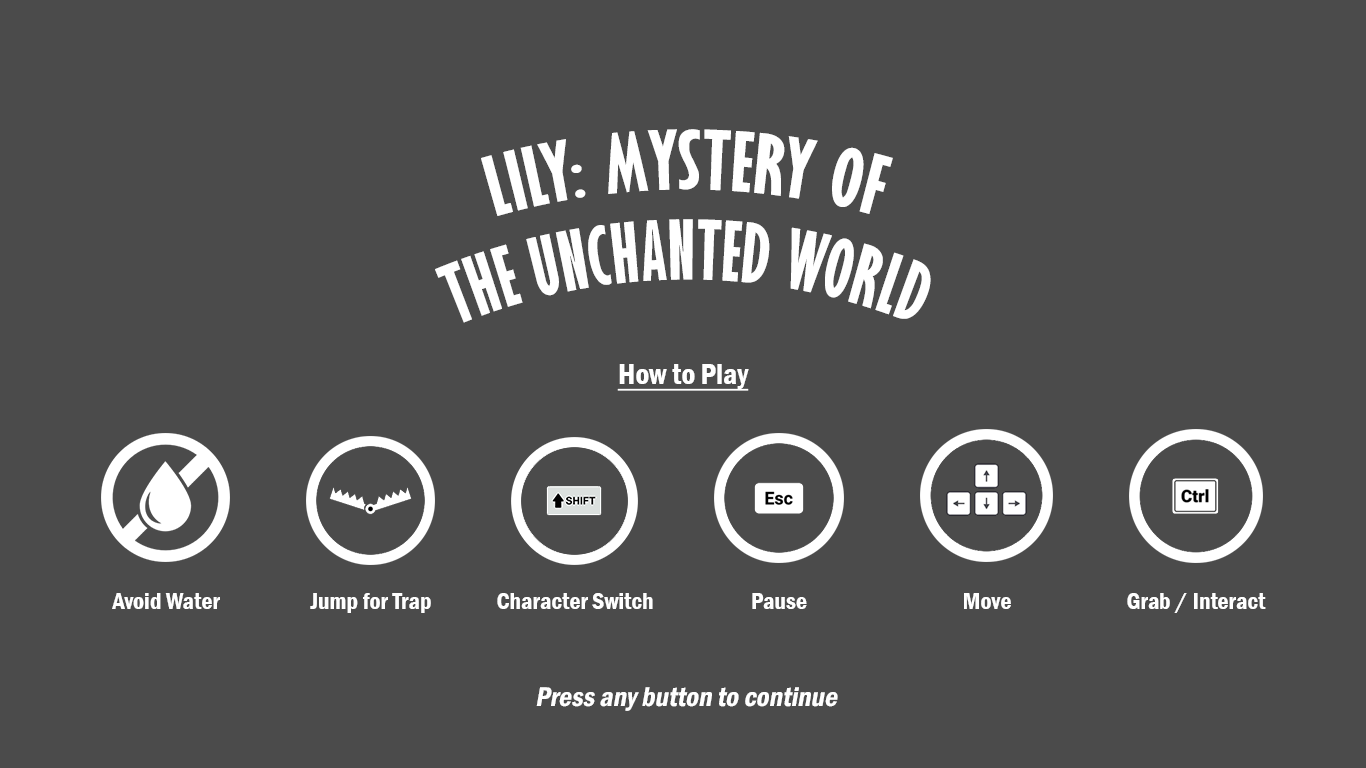 LILY: MYSTERY OF
THE UNCHANTED WORLD
How to Play
SHIFT
Esc
Ctrl
Avoid Water
Jump for Trap
Character Switch
Pause
Move
Grab / Interact
Press any button to continue